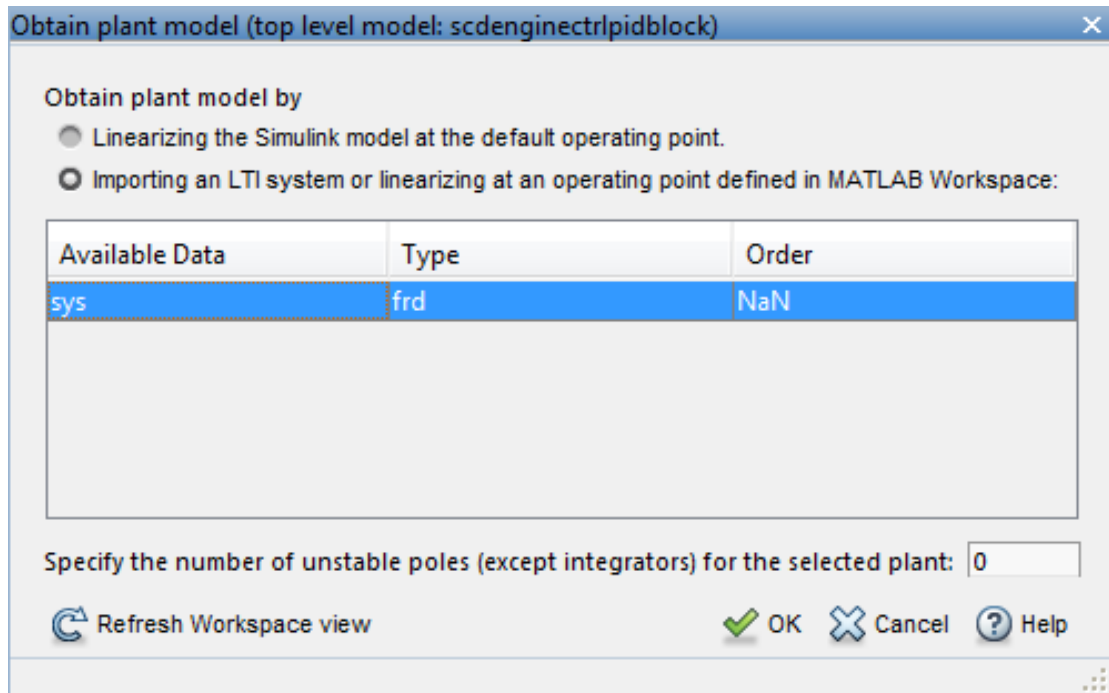 Obtain plant model (top level model: scdenginectrlpidblock)
Obtain plant model by
Linearizing the Simulink model at the default operating point.
Importing an LTI system or linearizing at an operating point defined in MATLAB Workspace:
Available Data Type Order
sys frd NaN
Specify the number of unstable poles (except integrators) for the selected plant: 0
Refresh Workspace view OK Cancel Help